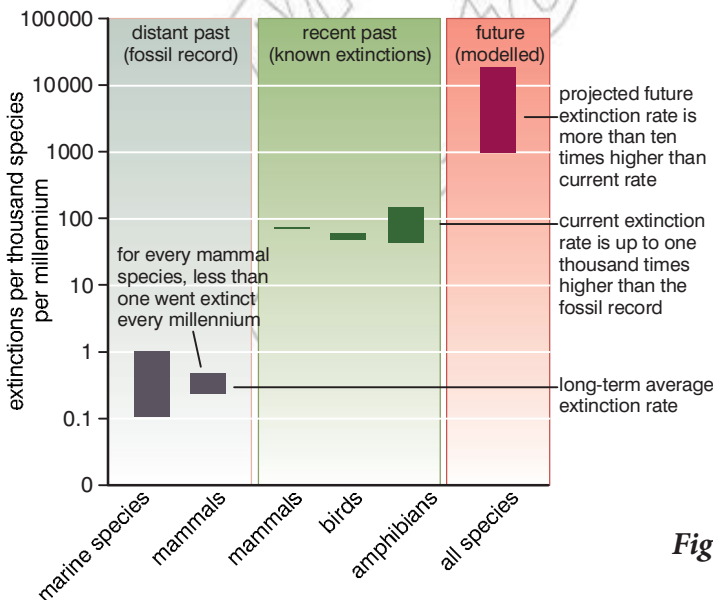 100000
10000
1000
100
10
1
0.1
0
extinctions per thousand species
per millennium
distant past
(fossil record)
recent past
(known extinctions)
future
(modelled)
for every mammal
species, less than
one went extinct
every millennium
projected future
extinction rate is
more than ten
times higher than
current rate
current extinction
rate is up to one
thousand times
higher than the
fossil record
long-term average
extinction rate
marine species
mammals
mammals
birds
amphibians
all species
Fig